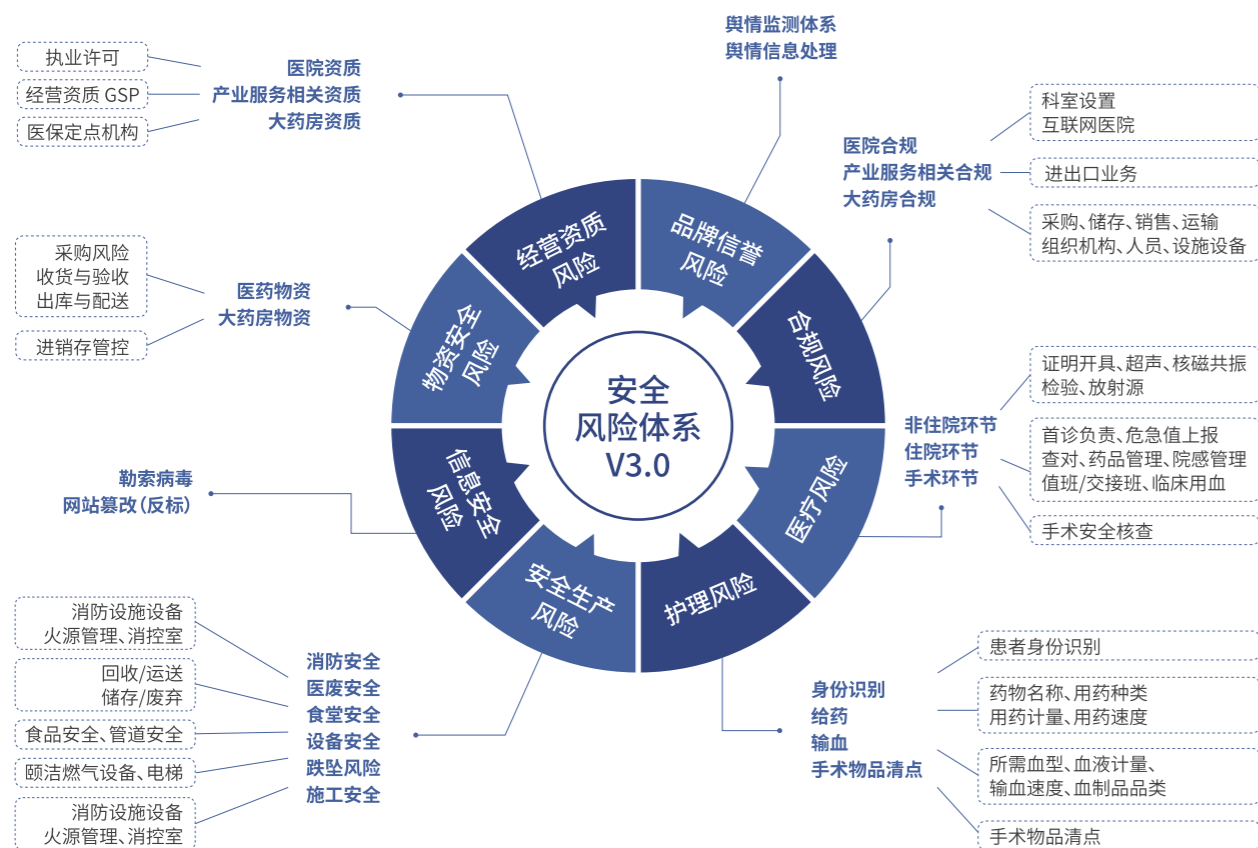 舆情监测体系
舆情信息处理
执业许可
经营资质 GSP
医保定点机构
医院资质
产业服务相关资质
大药房资质
医院合规
产业服务相关合规
大药房合规
科室设置
互联网医院
进出口业务
采购、储存、销售、运输
组织机构、人员、设施设备
采购风险
收货与验收
出库与配送
进销存管控
医药物资
大药房物资
经营资质
风险
品牌信誉
风险
物资安全
风险
合规风险
安全
风险体系
V3.0
信息安全
风险
医疗风险
安全生产
风险
护理风险
非住院环节
住院环节
手术环节
证明开具、超声、核磁共振
检验、放射源
首诊负责、危急值上报
查对、药品管理、院感管理
值班/交接班、临床用血
手术安全核查
勒索病毒
网站篡改(反标)
消防设施设备
火源管理、消控室
回收/运送
储存/废弃
食品安全、管道安全
颐洁燃气设备、电梯
消防设施设备
火源管理、消控室
消防安全
医废安全
食堂安全
设备安全
跌坠风险
施工安全
身份识别
给药
输血
手术物品清点
患者身份识别
药物名称、用药种类
用药计量、用药速度
所需血型、血液计量、
输血速度、血制品品类
手术物品清点